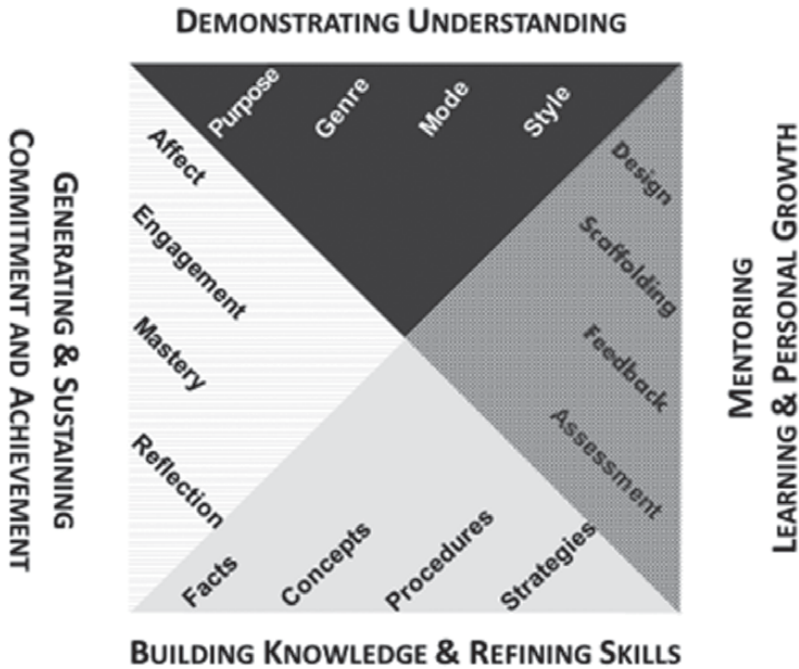 DEMONSTRATING UNDERSTANDING
Purpose
Genre
Mode
Style
GENERATING & SUSTAINING
COMMITMENT AND ACHIEVEMENT
Affect
Engagement
Mastery
Reflection
Design
Scaffolding
Feedback
Assessment
MENTORING
LEARNING & PERSONAL GROWTH
Facts
Concepts
Procedures
Strategies
BUILDING KNOWLEDGE & REFINING SKILLS